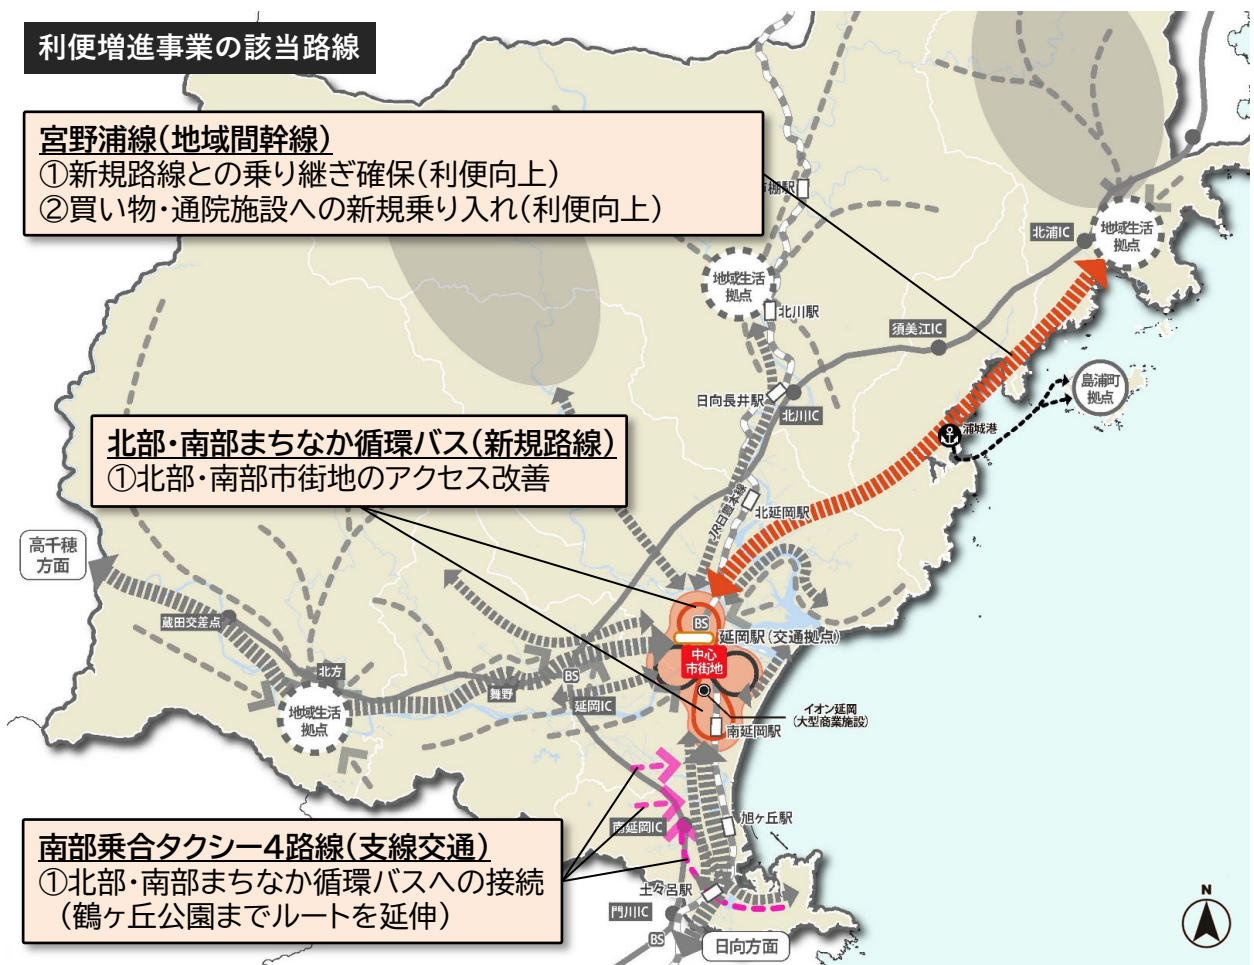 利便増進事業の該当路線
宮野浦線(地域間幹線)
①新規路線との乗り継ぎ確保(利便向上)
②買い物・通院施設への新規乗り入れ(利便向上)
棚駅
北浦IC
地域生活
拠点
地域生活
拠点
北川駅
須美江IC
島浦町
拠点
日向長井駅
北川IC
浦城港
北部・南部まちなか循環バス(新規路線)
①北部・南部市街地のアクセス改善
JR日豊本線
北延岡駅
高千穂
方面
蔵田交差点
BS
延岡駅(交通拠点)
中心
市街地
北方
舞野
BS
延岡IC
地域生活
拠点
イオン延岡
(大型商業施設)
南延岡駅
南延岡IC
旭ヶ丘駅
南部乗合タクシー4路線(支線交通)
①北部・南部まちなか循環バスへの接続
(鶴ヶ丘公園までルートを延伸)
土々呂駅
門川IC
BS
日向方面
N